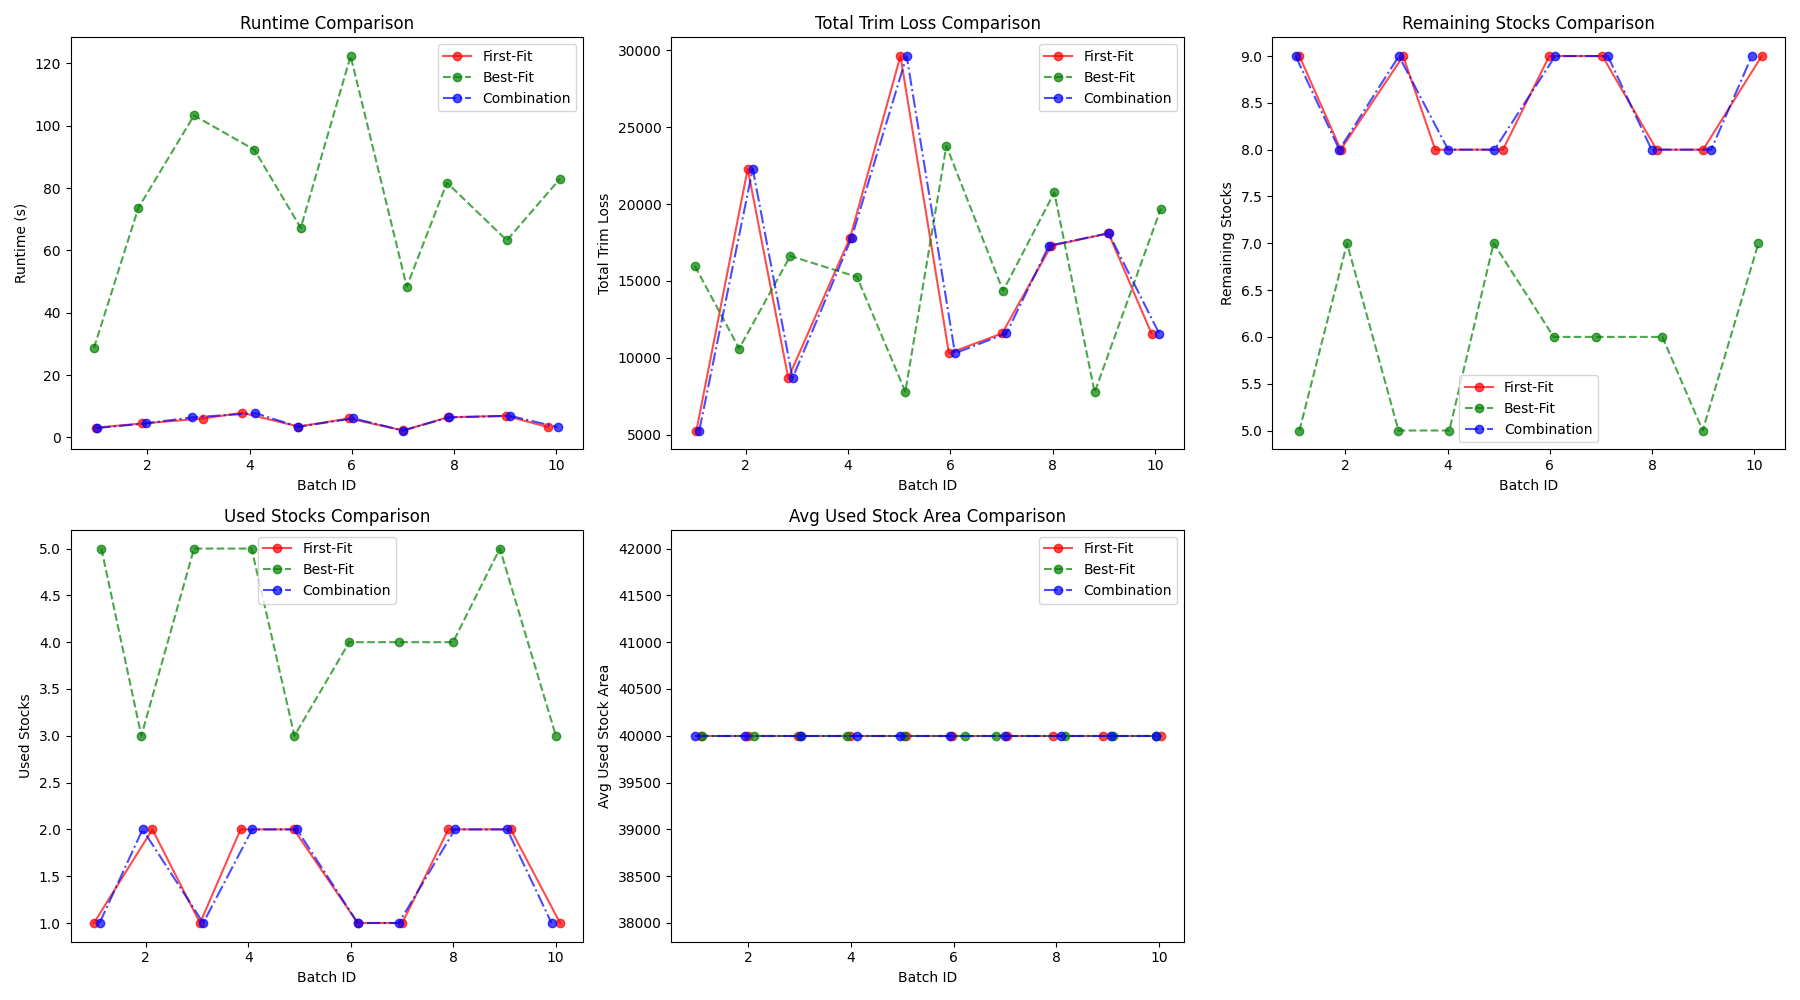 Runtime Comparison
Runtime (s)
120
100
80
60
40
20
0
First-Fit
Best-Fit
Combination
2 4 6 8 10
Batch ID
Total Trim Loss Comparison
Total Trim Loss
30000
25000
20000
15000
10000
5000
First-Fit
Best-Fit
Combination
2 4 6 8 10
Batch ID
Remaining Stocks Comparison
Remaining Stocks
9.0
8.5
8.0
7.5
7.0
6.5
6.0
5.5
5.0
First-Fit
Best-Fit
Combination
2 4 6 8 10
Batch ID
Used Stocks Comparison
Used Stocks
5.0
4.5
4.0
3.5
3.0
2.5
2.0
1.5
1.0
First-Fit
Best-Fit
Combination
2 4 6 8 10
Batch ID
Avg Used Stock Area Comparison
Avg Used Stock Area
42000
41500
41000
40500
40000
39500
39000
38500
38000
First-Fit
Best-Fit
Combination
2 4 6 8 10
Batch ID